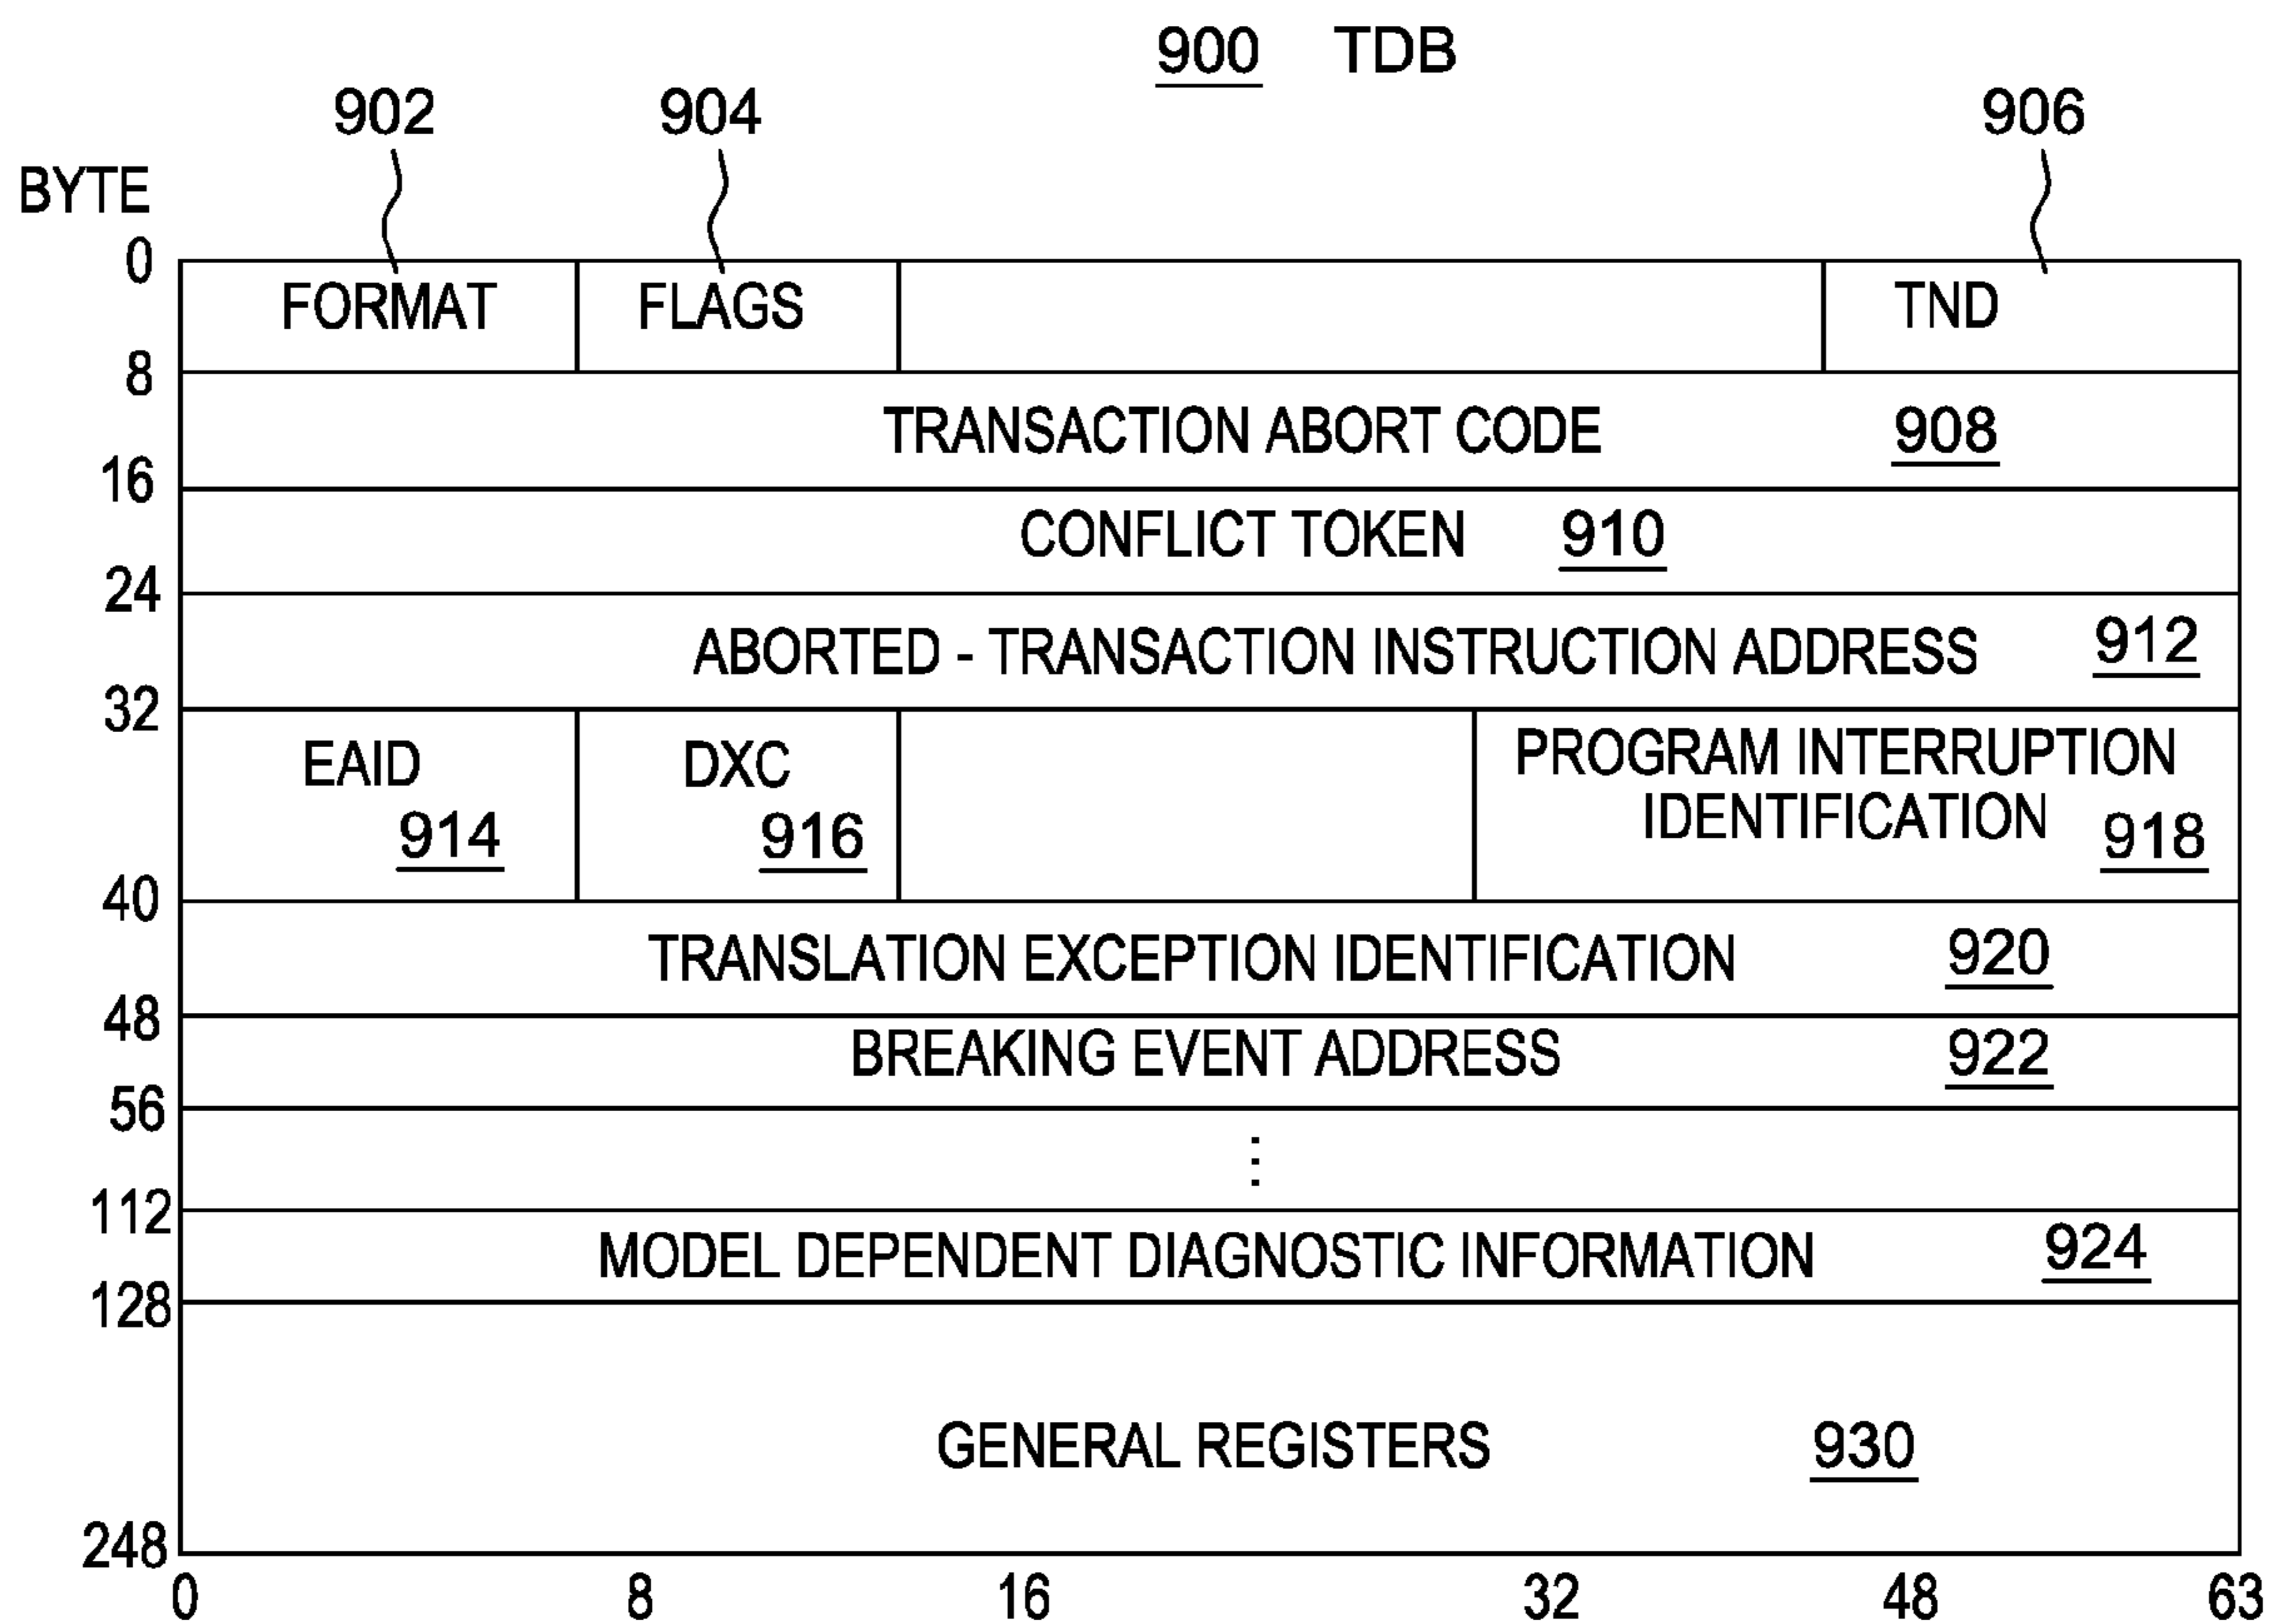 900 TDB
902 904 906
BYTE
0
FORMAT FLAGS TND
8
TRANSACTION ABORT CODE 908
16
CONFLICT TOKEN 910
24
ABORTED - TRANSACTION INSTRUCTION ADDRESS 912
32
EAID DXC PROGRAM INTERRUPTION
IDENTIFICATION
914 916 918
40
TRANSLATION EXCEPTION IDENTIFICATION 920
48
BREAKING EVENT ADDRESS 922
56
⋮
112
MODEL DEPENDENT DIAGNOSTIC INFORMATION 924
128
GENERAL REGISTERS 930
248
0 8 16 32 48 63